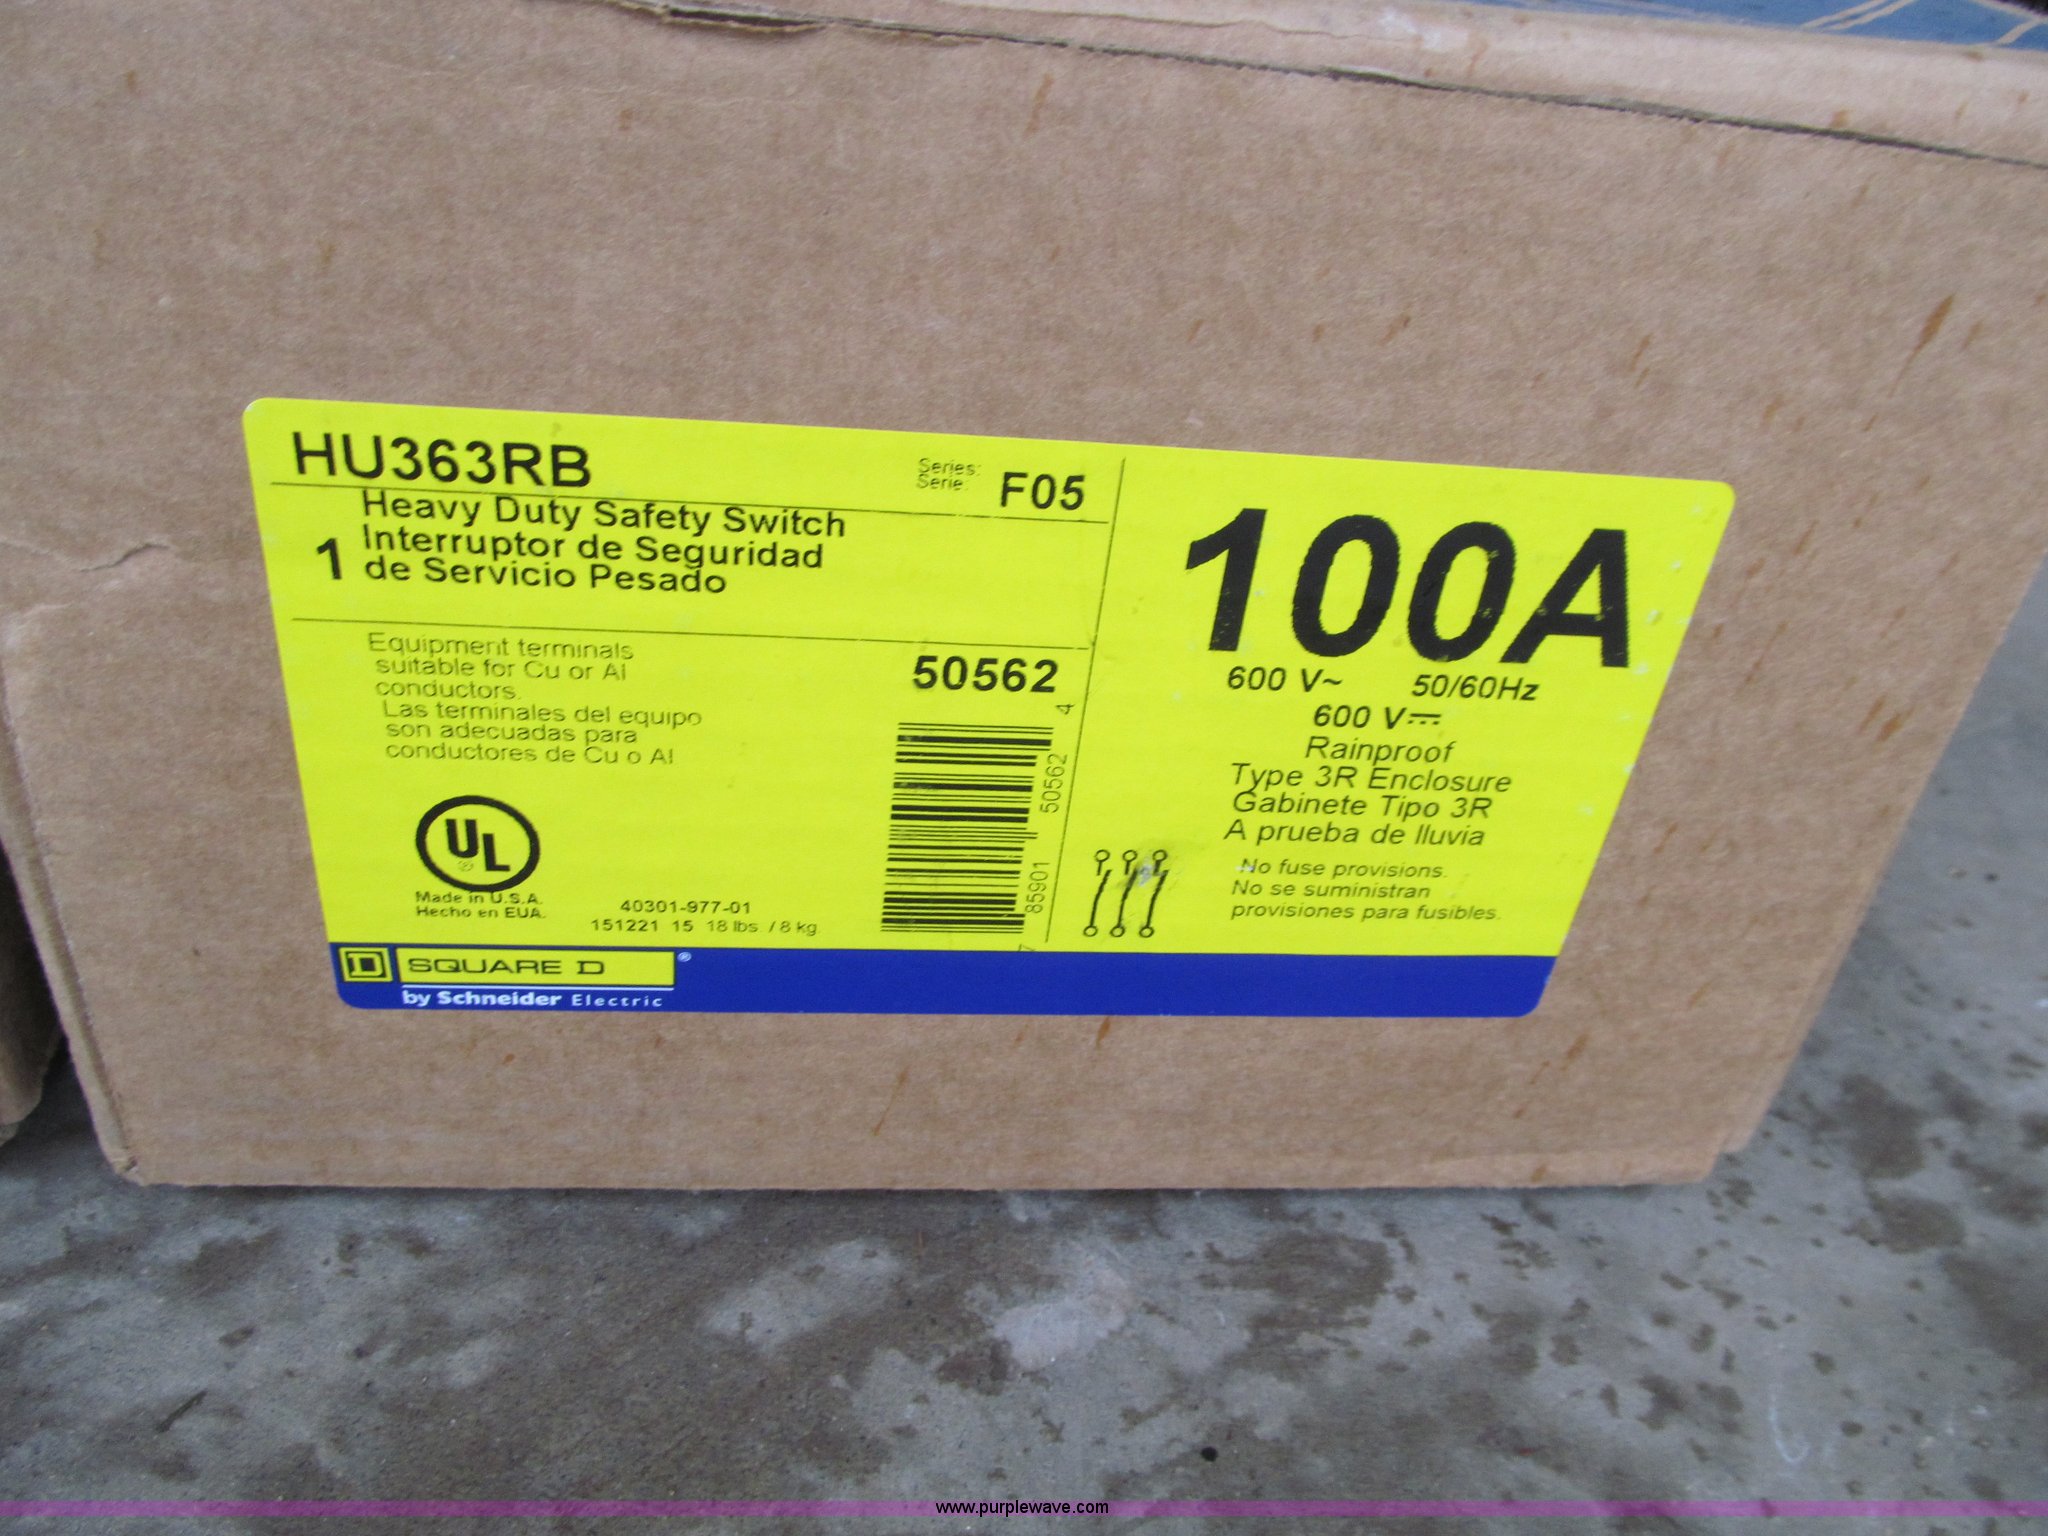 HU363RB
Series:
Serie:
F05
1
Heavy Duty Safety Switch
Interruptor de Seguridad
de Servicio Pesado
Equipment terminals
suitable for Cu or Al
conductors.
Las terminales del equipo
son adecuadas para
conductores de Cu o Al
50562
7 85901 50562 4
UL
®
Made in U.S.A.
Hecho en EUA.
40301-977-01
151221 15 18 lbs. / 8 kg.
100A
600 V~ 50/60Hz
600 V⎓
Rainproof
Type 3R Enclosure
Gabinete Tipo 3R
A prueba de lluvia
No fuse provisions.
No se suministran
provisiones para fusibles.
D SQUARE D ®
by Schneider Electric
www.purplewave.com